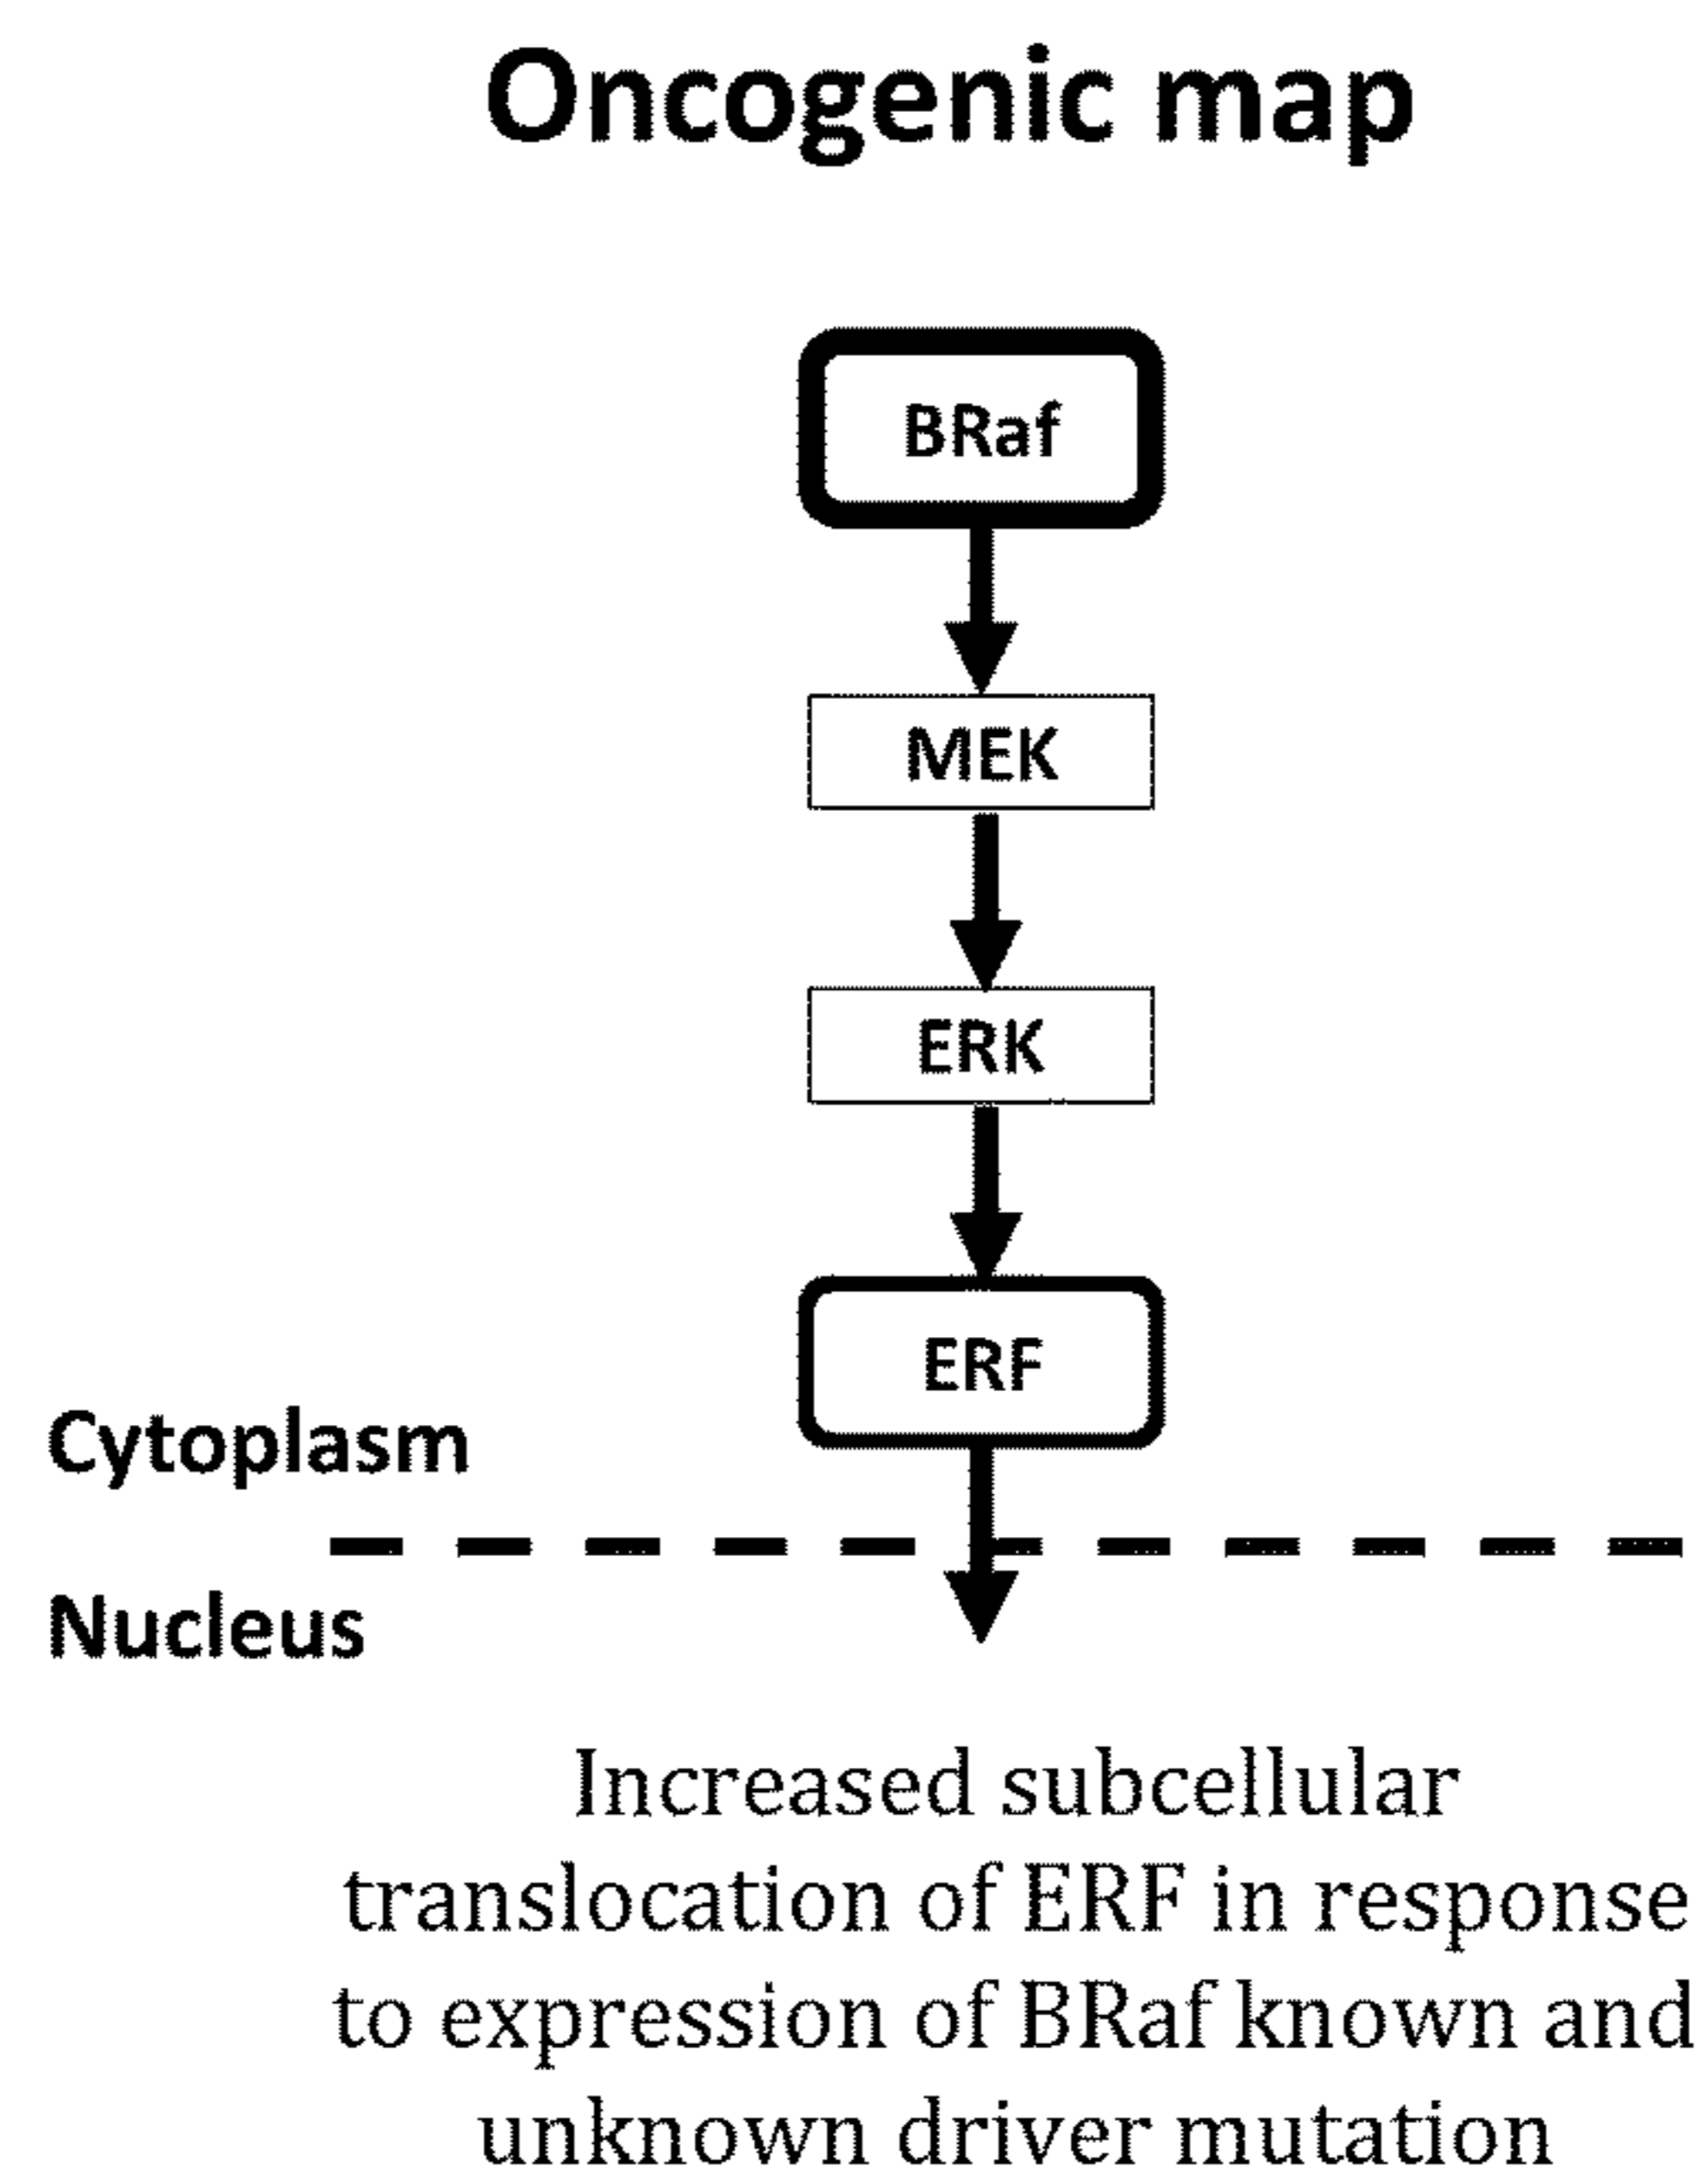 Oncogenic map
BRaf
MEK
ERK
ERF
Cytoplasm
Nucleus
Increased subcellular
translocation of ERF in response
to expression of BRaf known and
unknown driver mutation